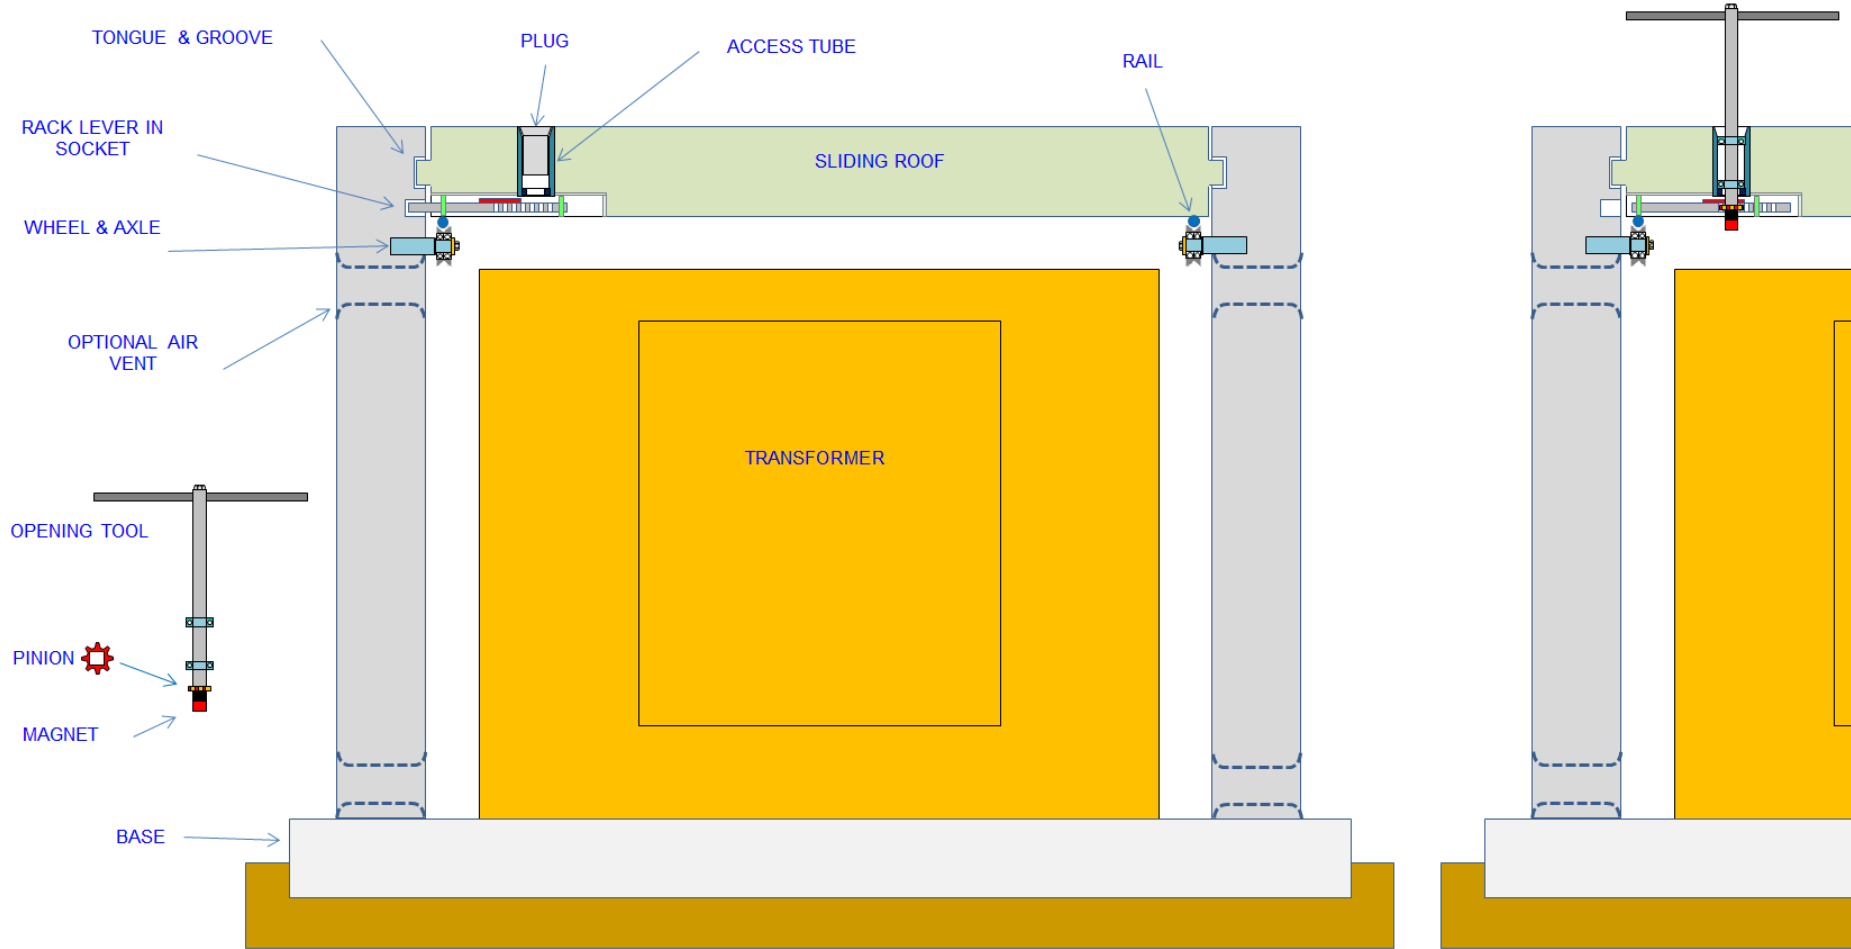 TONGUE & GROOVE
PLUG
ACCESS TUBE
RAIL
RACK LEVER IN
SOCKET
SLIDING ROOF
WHEEL & AXLE
OPTIONAL AIR
VENT
TRANSFORMER
OPENING TOOL
PINION
MAGNET
BASE